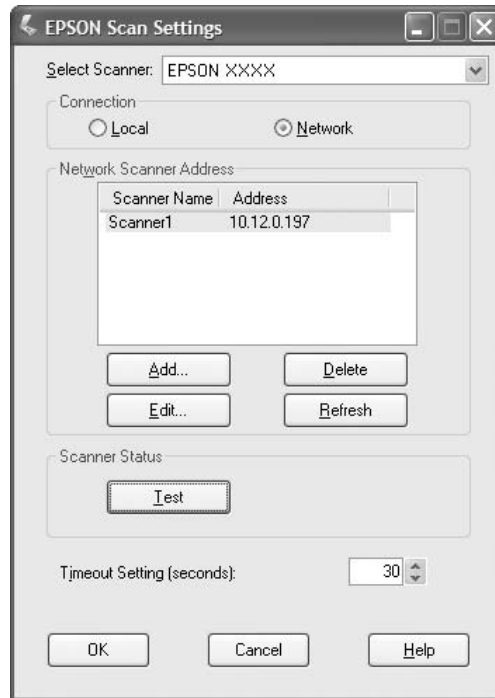 EPSON Scan Settings
Select Scanner: EPSON XXXX
Connection
Local Network
Network Scanner Address
Scanner Name Address
Scanner1 10.12.0.197
Add... Delete
Edit... Refresh
Scanner Status
Test
Timeout Setting (seconds): 30
OK Cancel Help